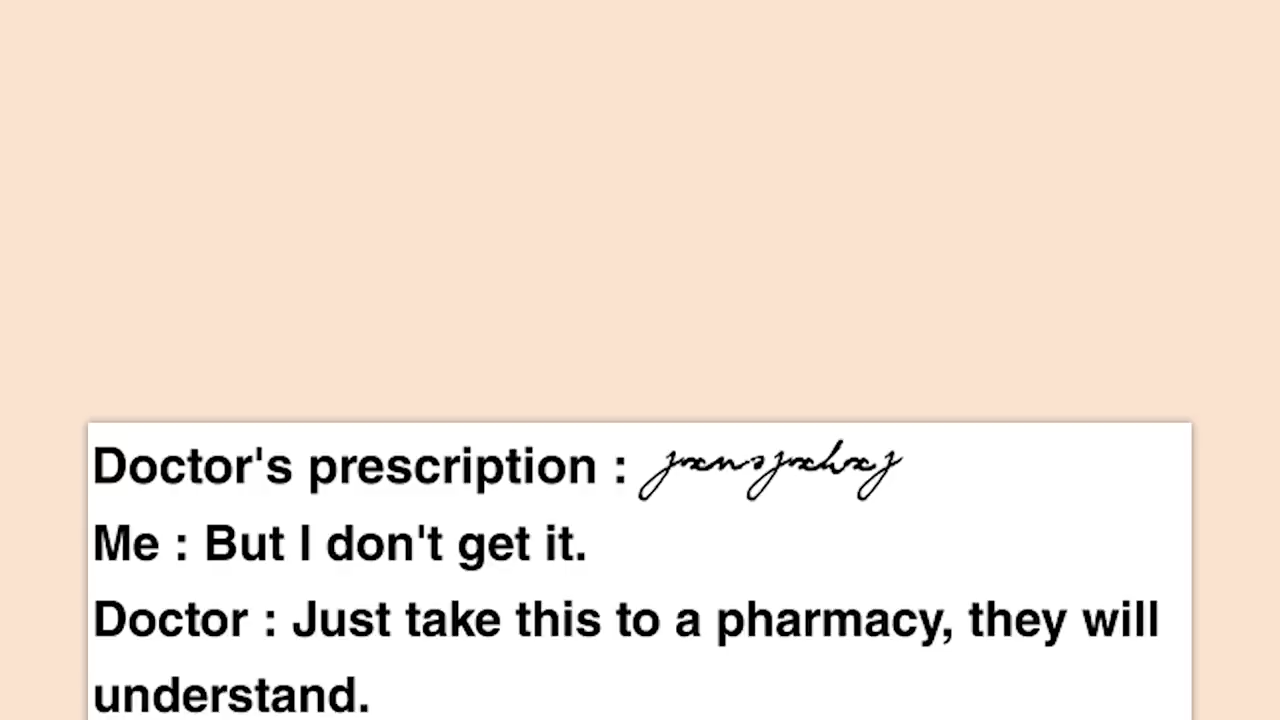 Doctor's prescription :
Me : But I don't get it.
Doctor : Just take this to a pharmacy, they will
understand.